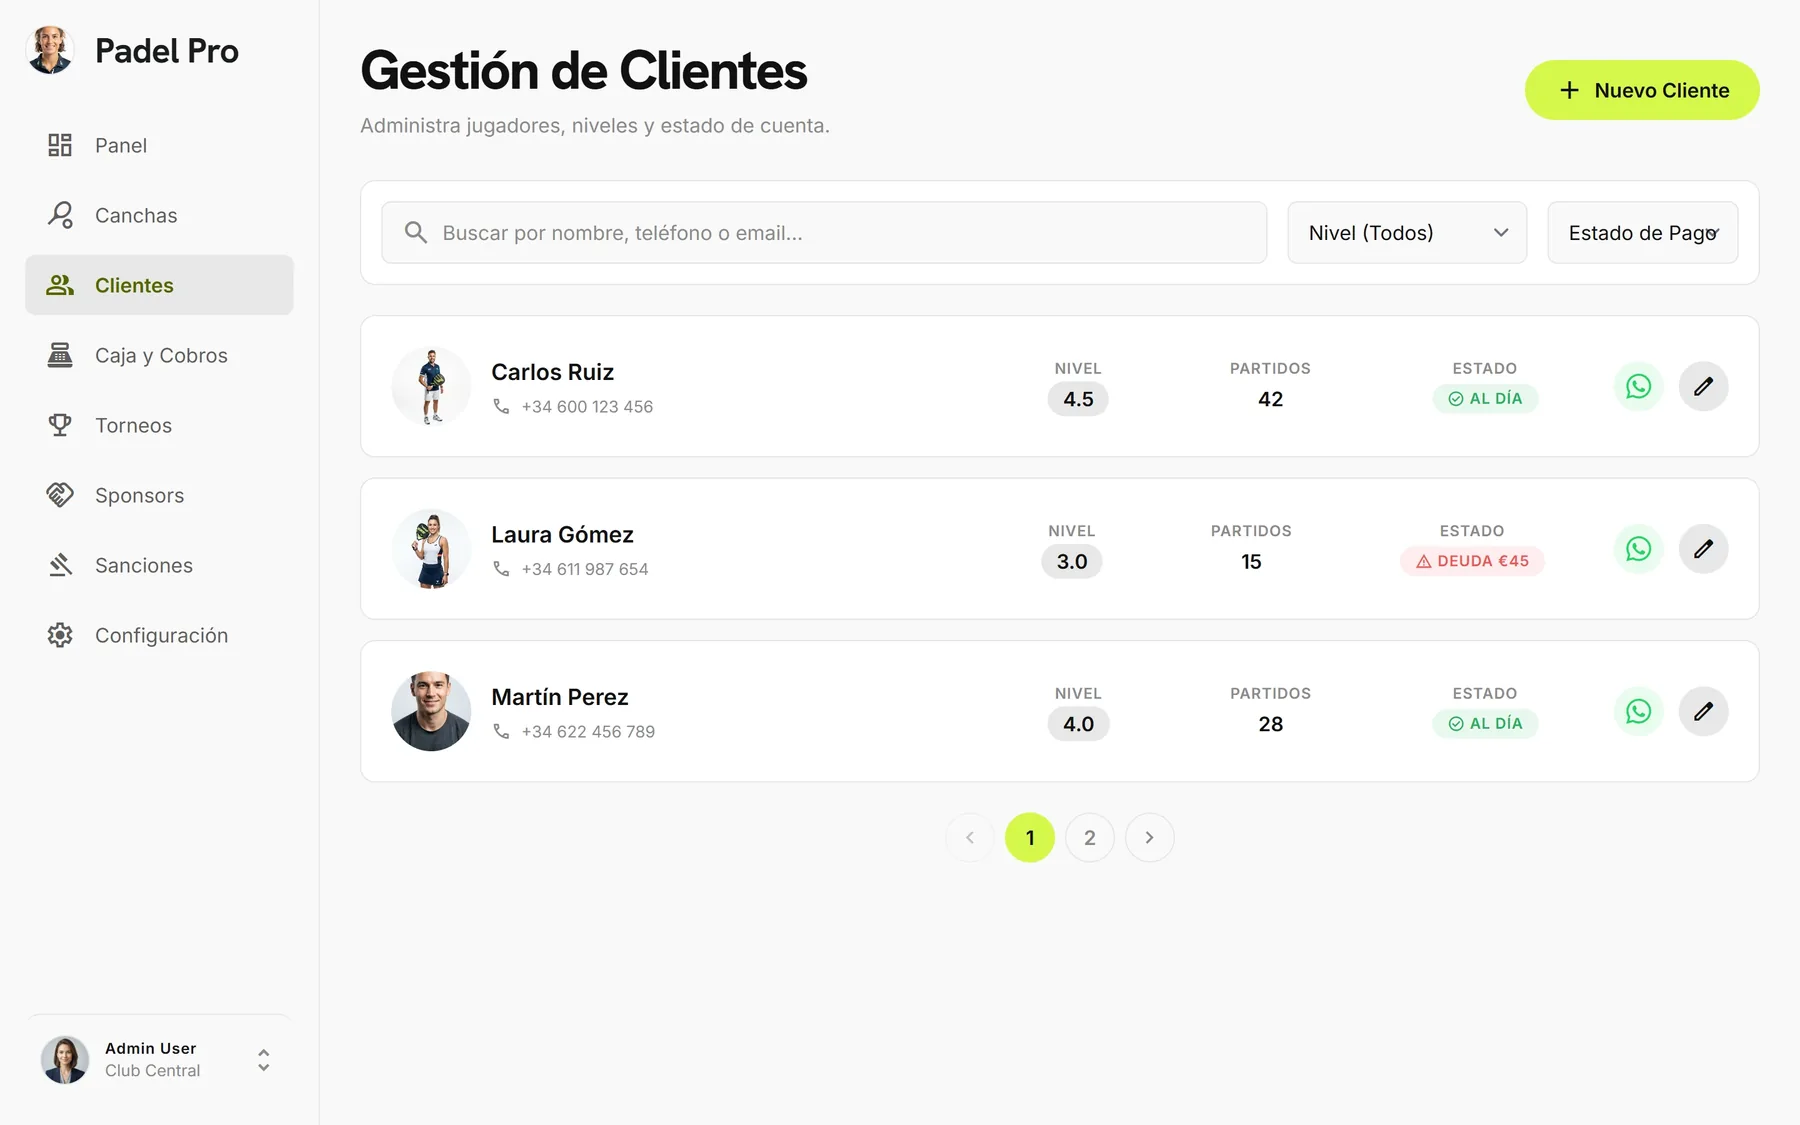 Padel Pro
Panel
Canchas
Clientes
Caja y Cobros
Torneos
Sponsors
Sanciones
Configuración
Admin User
Club Central
Gestión de Clientes
Administra jugadores, niveles y estado de cuenta.
Nuevo Cliente
Buscar por nombre, teléfono o email...
Nivel (Todos)
Estado de Pago
Carlos Ruiz
+34 600 123 456
NIVEL
4.5
PARTIDOS
42
ESTADO
AL DÍA
Laura Gómez
+34 611 987 654
NIVEL
3.0
PARTIDOS
15
ESTADO
DEUDA €45
Martín Perez
+34 622 456 789
NIVEL
4.0
PARTIDOS
28
ESTADO
AL DÍA
1
2